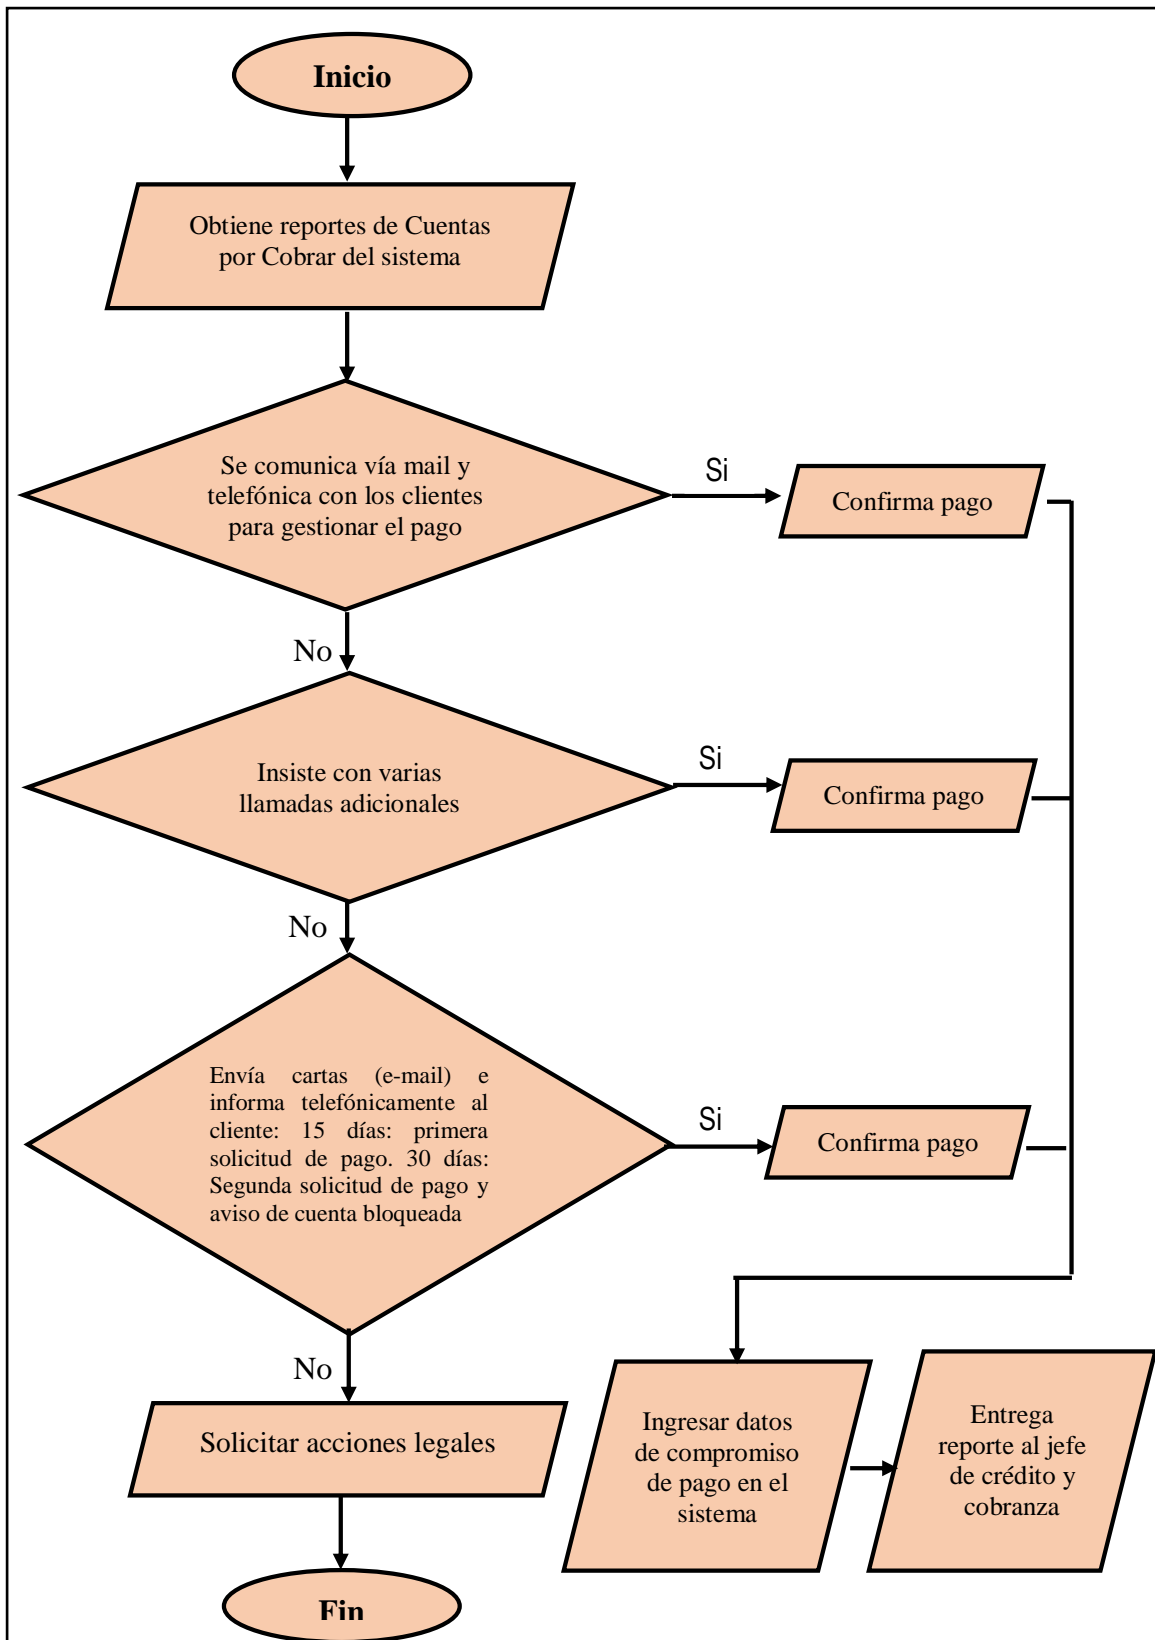 Inicio
Obtiene reportes de Cuentas
por Cobrar del sistema
Se comunica vía mail y
telefónica con los clientes
para gestionar el pago
Si
Confirma pago
No
Insiste con varias
llamadas adicionales
Si
Confirma pago
No
Envía cartas (e-mail) e
informa telefónicamente al
cliente: 15 días: primera
solicitud de pago. 30 días:
Segunda solicitud de pago y
aviso de cuenta bloqueada
Si
Confirma pago
No
Solicitar acciones legales
Ingresar datos
de compromiso
de pago en el
sistema
Entrega
reporte al jefe
de crédito y
cobranza
Fin